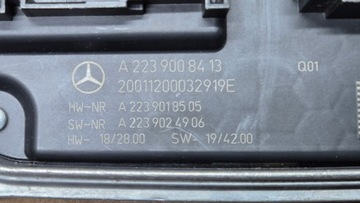 A 223 900 84 13 Q01
20011200032919E
HW-NR A 223 901 85 05
SW-NR A 223 902 49 06
HW- 18/28.00 SW- 19/42.00